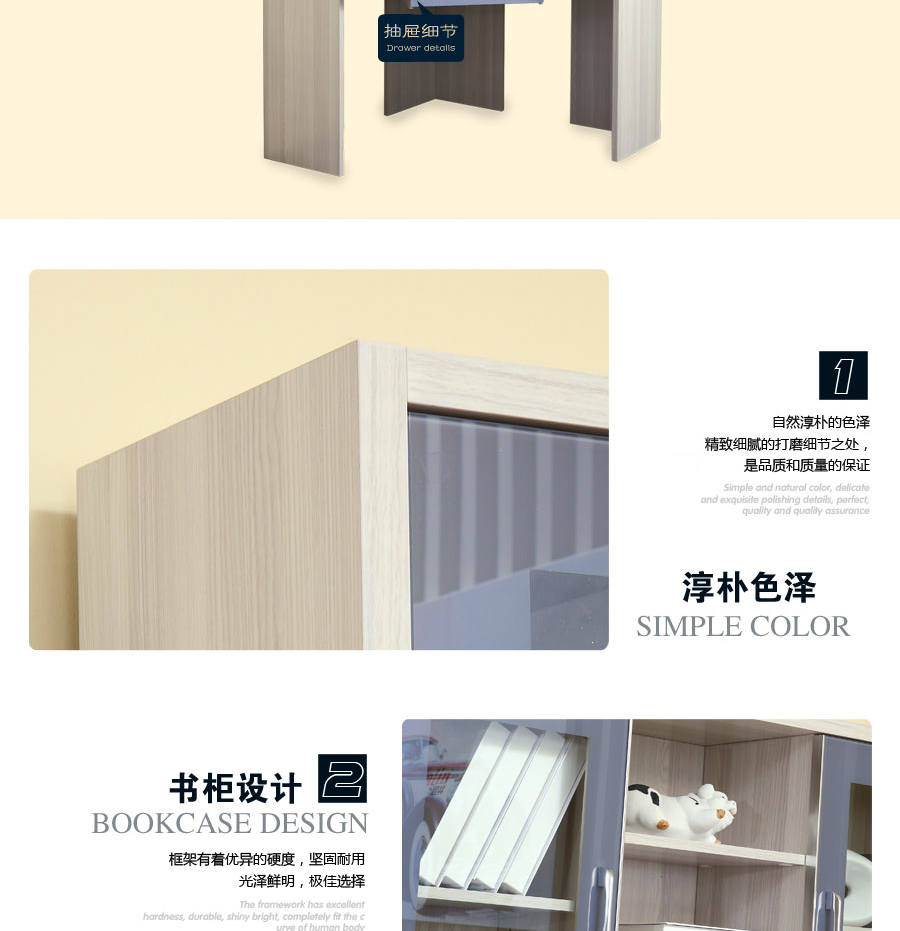 抽屉细节
Drawer details
1
自然淳朴的色泽
精致细腻的打磨细节之处，
是品质和质量的保证
Simple and natural color, delicate
and exquisite polishing details, perfect,
quality and quality assurance
淳朴色泽
SIMPLE COLOR
书柜设计 2
BOOKCASE DESIGN
框架有着优异的硬度，坚固耐用
光泽鲜明，极佳选择
The framework has excellent
hardness, durable, shiny bright, completely fit the c
urve of human body